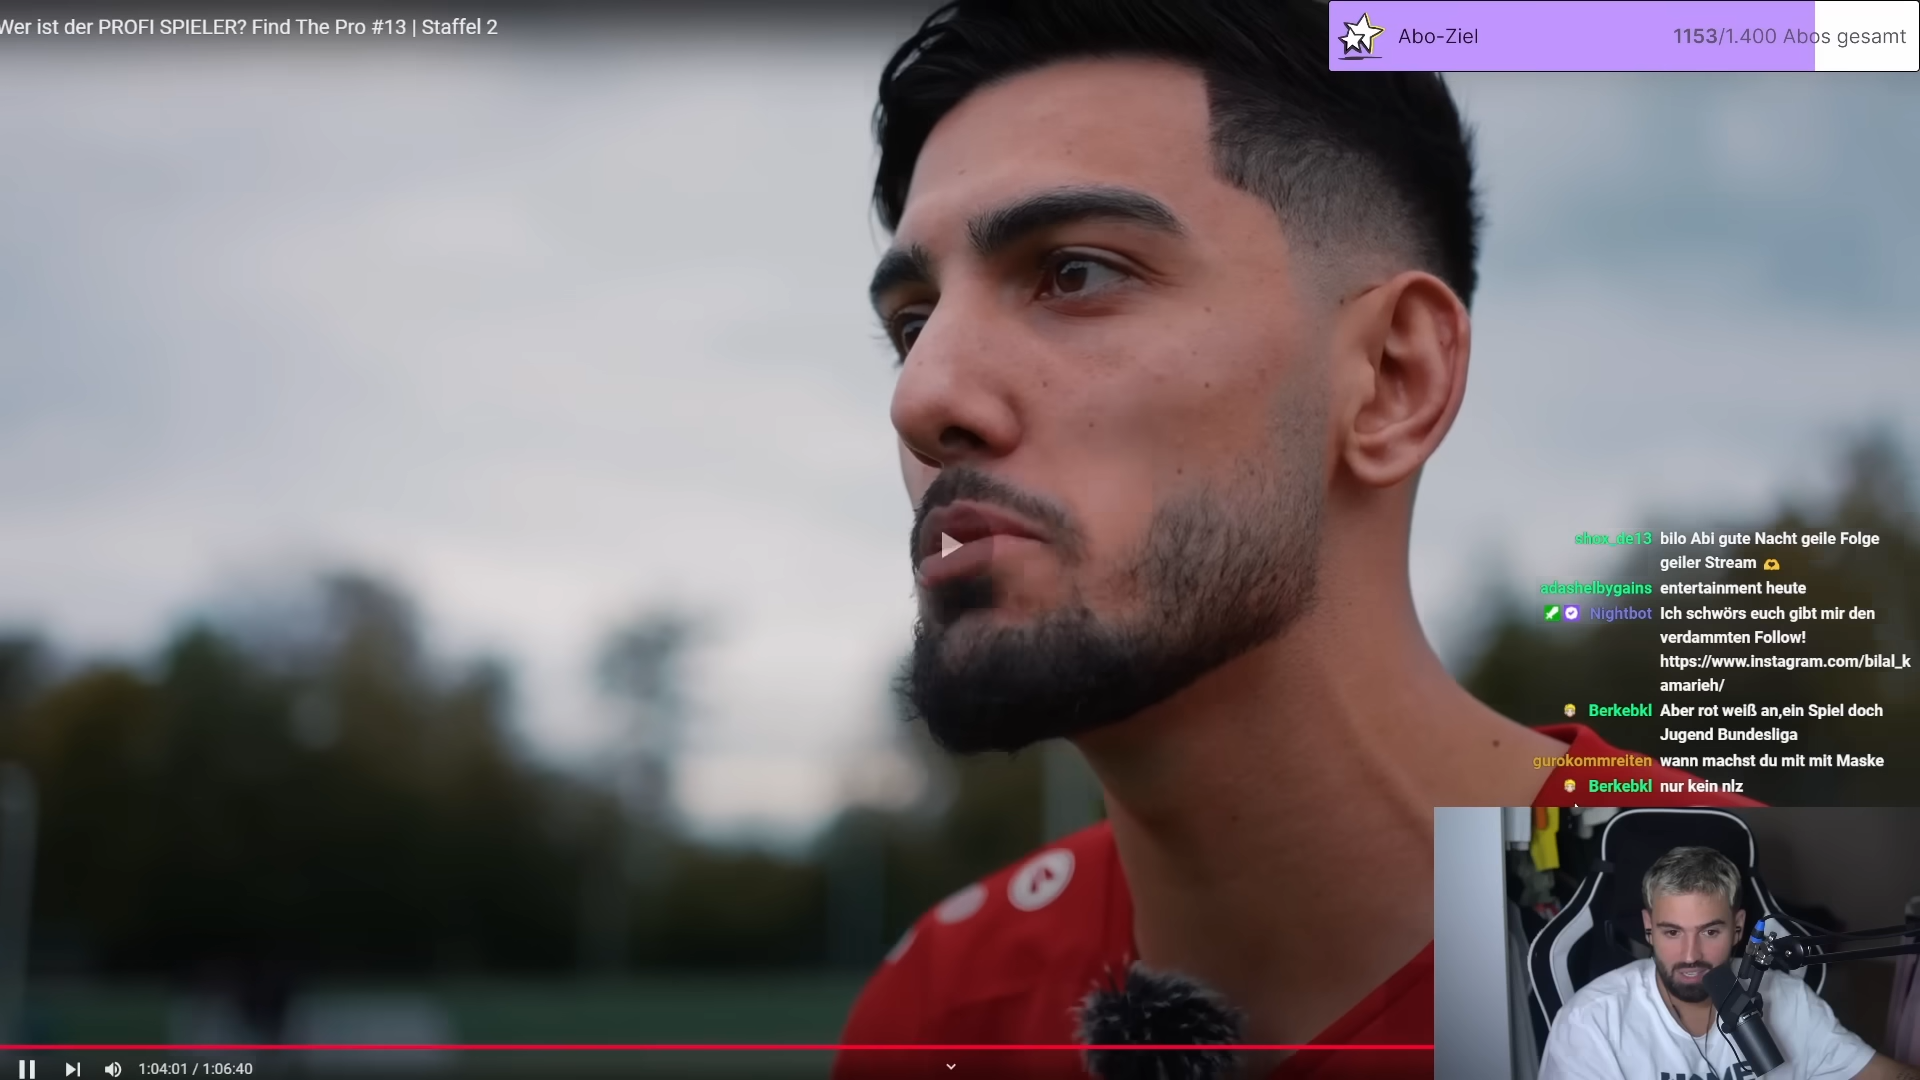 Wer ist der PROFI SPIELER? Find The Pro #13 | Staffel 2
Abo-Ziel
1153/1.400 Abos gesamt
shox_de13 bilo Abi gute Nacht geile Folge
geiler Stream 🫶
adashelbygains entertainment heute
Nightbot Ich schwörs euch gibt mir den
verdammten Follow!
https://www.instagram.com/bilal_k
amarieh/
Berkebkl Aber rot weiß an,ein Spiel doch
Jugend Bundesliga
gurokommreiten wann machst du mit mit Maske
Berkebkl nur kein nlz
1:04:01 / 1:06:40